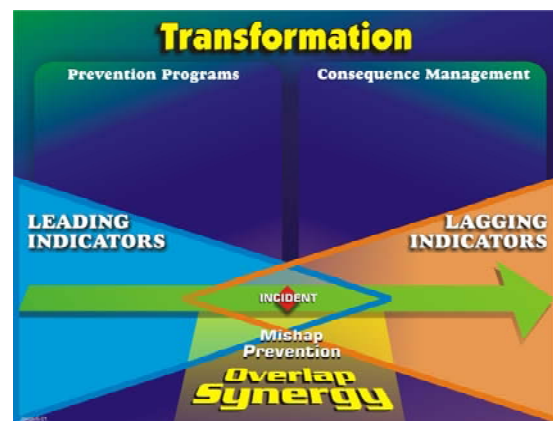 Transformation
Prevention Programs
Consequence Management
LEADING
INDICATORS
LAGGING
INDICATORS
INCIDENT
Mishap
Prevention
Overlap
Synergy